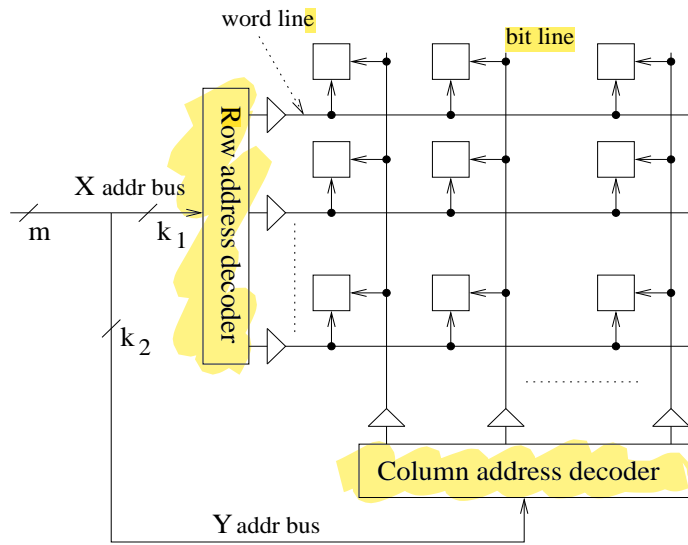 word line
bit line
Row address decoder
X addr bus
m
k1
k2
Column address decoder
Y addr bus